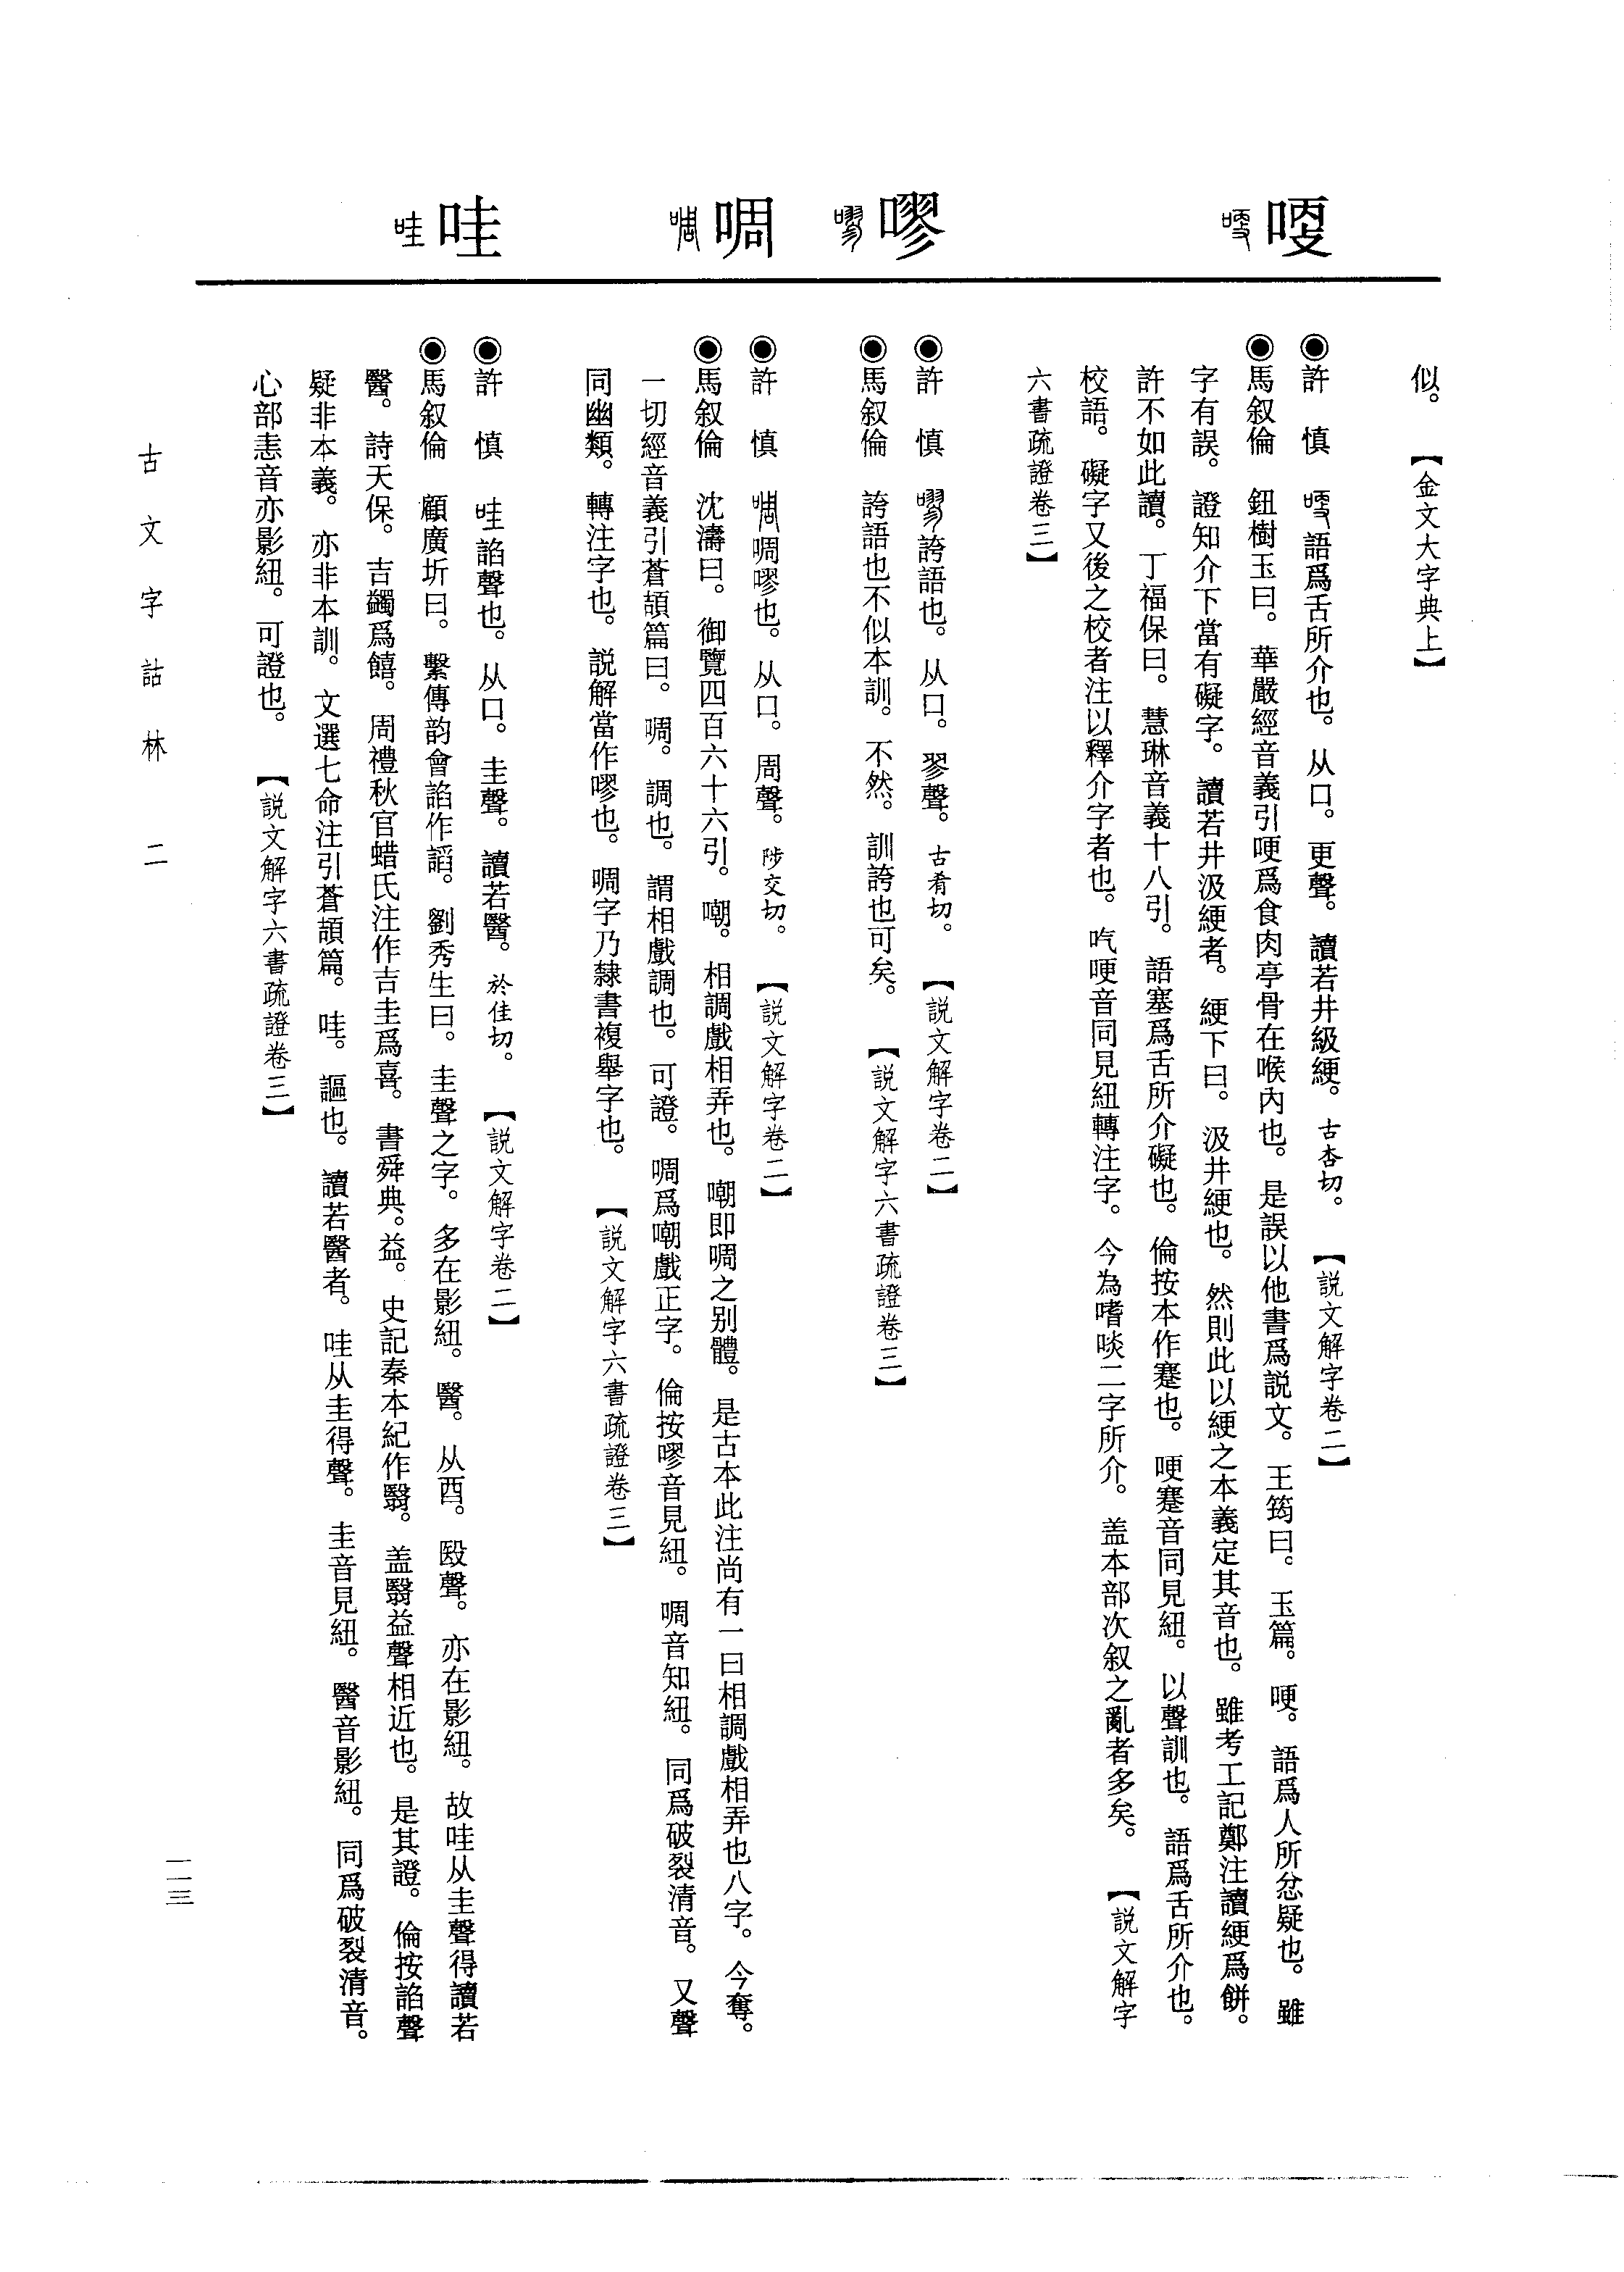 哽
嘐
啁
哇
似。 【金文大字典上】
◉許 慎 語爲舌所介也。从口。更聲。讀若井級綆。古杏切。 【説文解字卷二】
◉馬叙倫 鈕樹玉曰。華嚴經音義引哽爲食肉亭骨在喉內也。是誤以他書爲説文。王筠曰。玉篇。哽。語爲人所忿疑也。雖
字有誤。證知介下當有礙字。讀若井汲綆者。綆下曰。汲井綆也。然則此以綆之本義定其音也。雖考工記鄭注讀綆爲餅。
許不如此讀。丁福保曰。慧琳音義十八引。語塞爲舌所介礙也。倫按本作蹇也。哽蹇音同見紐。以聲訓也。語爲舌所介也。
校語。礙字又後之校者注以釋介字者也。吃哽音同見紐轉注字。今為嗜啖二字所介。盖本部次叙之亂者多矣。 【説文解字
六書疏證卷三】
◉許 慎 誇語也。从口。翏聲。古肴切。 【説文解字卷二】
◉馬叙倫 誇語也不似本訓。不然。訓誇也可矣。 【説文解字六書疏證卷三】
◉許 慎 啁嘐也。从口。周聲。陟交切。 【説文解字卷二】
◉馬叙倫 沈濤曰。御覽四百六十六引。嘲。相調戲相弄也。嘲即啁之別體。是古本此注尚有一曰相調戲相弄也八字。今奪。
一切經音義引蒼頡篇曰。啁。調也。謂相戲調也。可證。啁爲嘲戲正字。倫按嘐音見紐。啁音知紐。同爲破裂清音。又聲
同幽類。轉注字也。説解當作嘐也。啁字乃隸書複舉字也。 【説文解字六書疏證卷三】
◉許 慎 哇諂聲也。从口。圭聲。讀若醫。於佳切。 【説文解字卷二】
◉馬叙倫 顧廣圻曰。繫傳韵會諂作謟。劉秀生曰。圭聲之字。多在影紐。醫。从酉。殹聲。亦在影紐。故哇从圭聲得讀若
醫。詩天保。吉蠲爲饎。周禮秋官蜡氏注作吉圭爲喜。書舜典。益。史記秦本紀作翳。盖翳益聲相近也。是其證。倫按諂聲
疑非本義。亦非本訓。文選七命注引蒼頡篇。哇。謳也。讀若醫者。哇从圭得聲。圭音見紐。醫音影紐。同爲破裂清音。
心部恚音亦影紐。可證也。 【説文解字六書疏證卷三】
古文字詁林 二
一一三